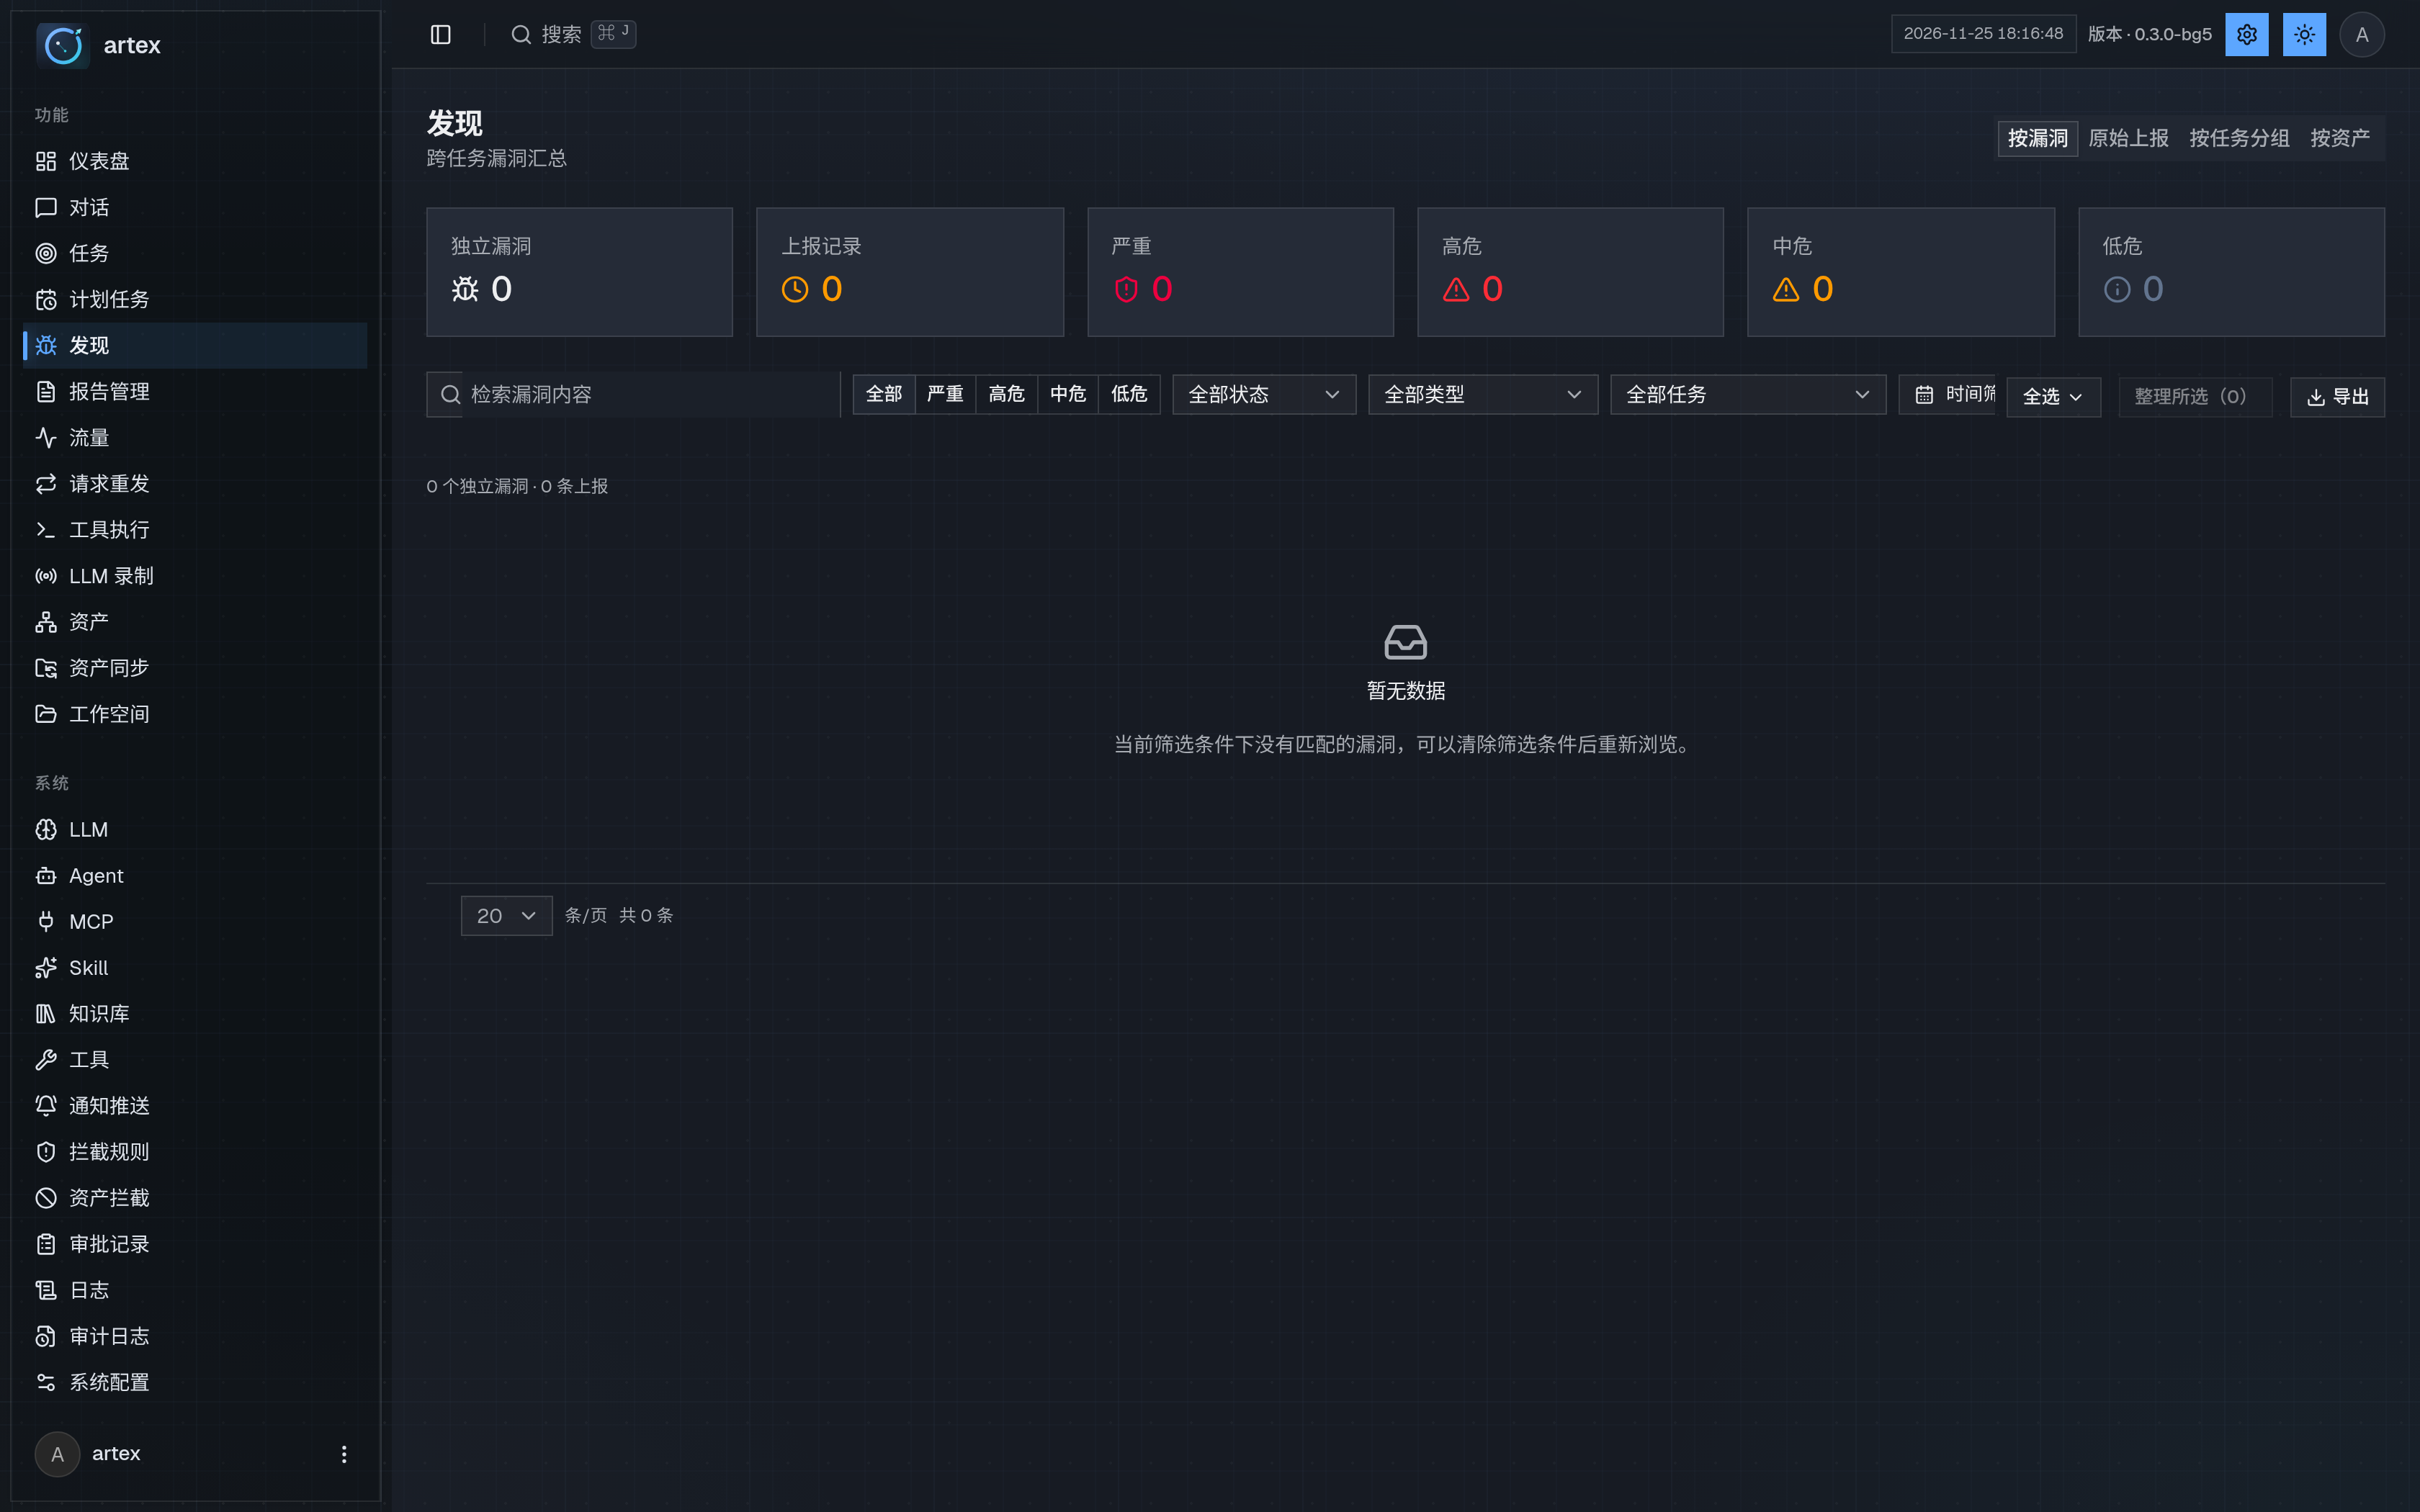 artex
功能
仪表盘
对话
任务
计划任务
发现
报告管理
流量
请求重发
工具执行
LLM 录制
资产
资产同步
工作空间
系统
LLM
Agent
MCP
Skill
知识库
工具
通知推送
拦截规则
资产拦截
审批记录
日志
审计日志
系统配置
A artex
搜索 ⌘ J
2026-11-25 18:16:48 版本 · 0.3.0-bg5 A
发现
跨任务漏洞汇总
按漏洞 原始上报 按任务分组 按资产
独立漏洞 上报记录 严重 高危 中危 低危
0 0 0 0 0 0
检索漏洞内容 全部 严重 高危 中危 低危 全部状态 全部类型 全部任务 时间筛 全选 整理所选（0） 导出
0 个独立漏洞 · 0 条上报
暂无数据
当前筛选条件下没有匹配的漏洞，可以清除筛选条件后重新浏览。
20 条/页 共 0 条